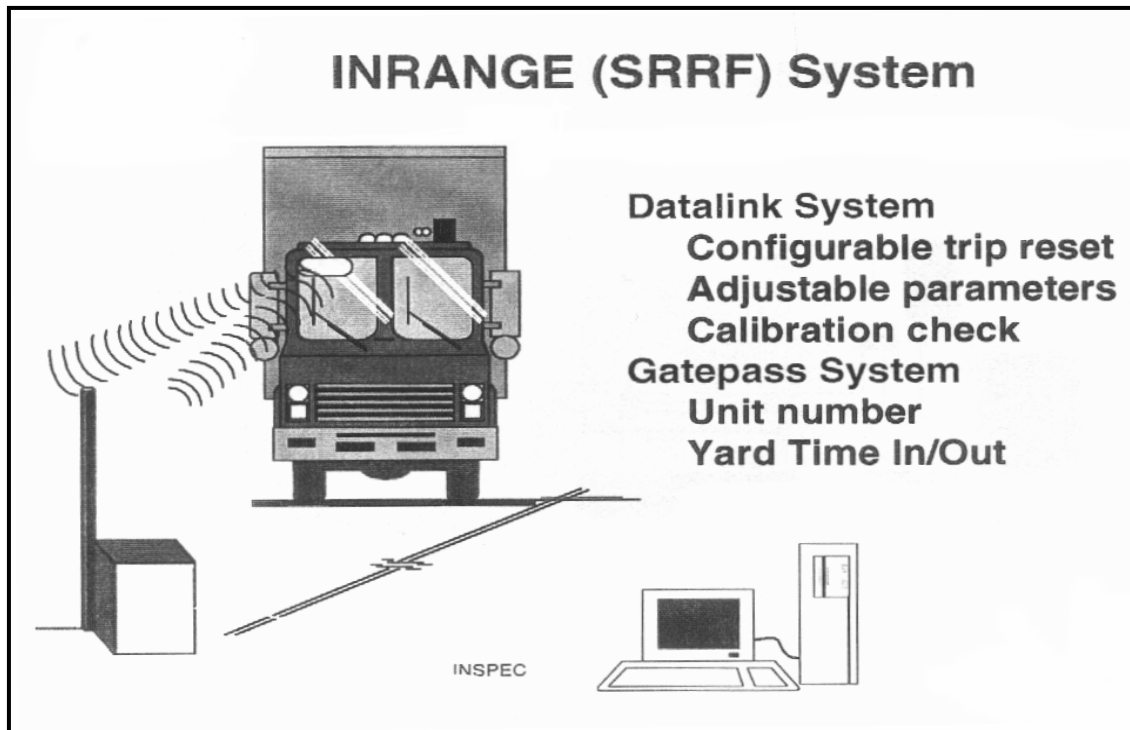 INRANGE (SRRF) System
Datalink System
Configurable trip reset
Adjustable parameters
Calibration check
Gatepass System
Unit number
Yard Time In/Out
INSPEC